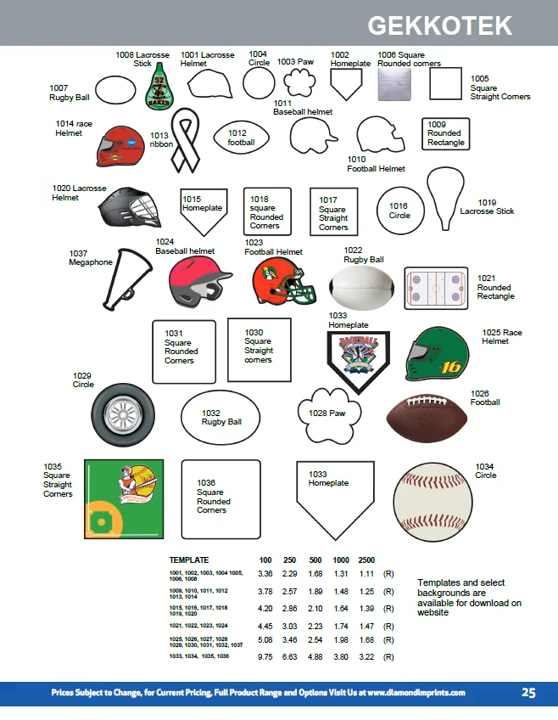 GEKKOTEK
1008 Lacrosse
Stick
1001 Lacrosse
Helmet
1004
Circle
1003 Paw
1002
Homeplate
1006 Square
Rounded corners
1005
Square
Straight Corners
1007
Rugby Ball
52
BAKER
1014 race
Helmet
1013
ribbon
1012
football
1011
Baseball helmet
1010
Football Helmet
1009
Rounded
Rectangle
1020 Lacrosse
Helmet
1015
Homeplate
1018
square
Rounded
Corners
1017
Square
Straight
Corners
1016
Circle
1019
Lacrosse Stick
1037
Megaphone
1024
Baseball helmet
1023
Football Helmet
1022
Rugby Ball
1021
Rounded
Rectangle
1031
Square
Rounded
Corners
1030
Square
Straight
corners
1033
Homeplate
BASEBALL
1025 Race
Helmet
16
1029
Circle
1032
Rugby Ball
1028 Paw
1026
Football
1035
Square
Straight
Corners
1036
Square
Rounded
Corners
1033
Homeplate
1034
Circle
TEMPLATE 100 250 500 1000 2500
1001, 1002, 1003, 1004 1005,
1006, 1008 3.36 2.29 1.68 1.31 1.11 (R)
1009, 1010, 1011, 1012
1013, 1014 3.78 2.57 1.89 1.48 1.25 (R)
1015, 1016, 1017, 1018
1019, 1020 4.20 2.86 2.10 1.64 1.39 (R)
1021, 1022, 1023, 1024 4.45 3.03 2.23 1.74 1.47 (R)
1025, 1026, 1027, 1028
1029, 1030, 1031, 1032, 1037 5.08 3.46 2.54 1.98 1.68 (R)
1033, 1034, 1035, 1036 9.75 6.63 4.88 3.80 3.22 (R)
Templates and select
backgrounds are
available for download on
website
Prices Subject to Change, for Current Pricing, Full Product Range and Options Visit Us at www.diamondimprints.com
25